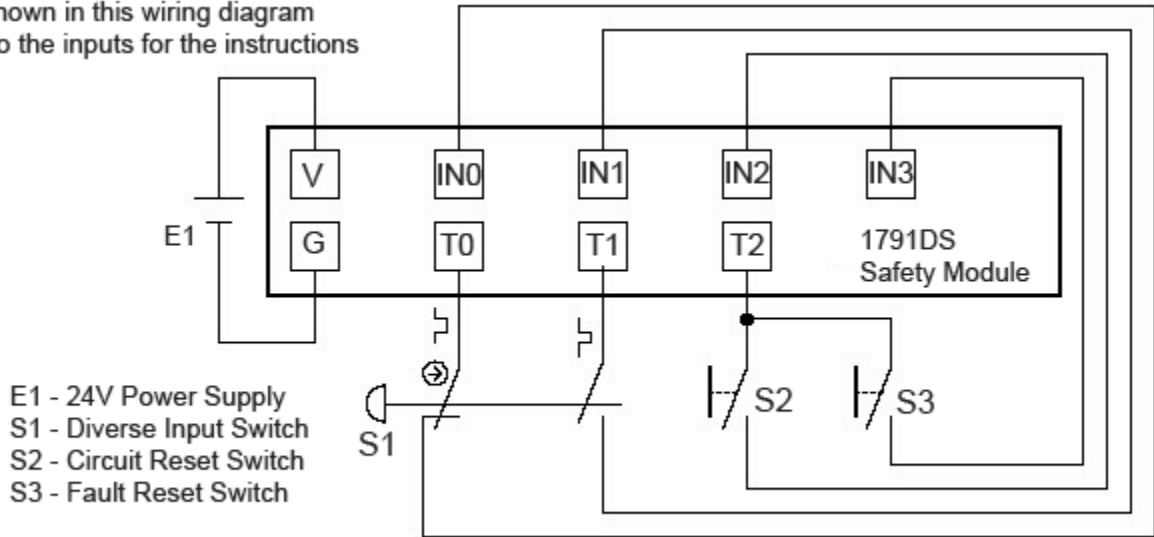 hown in this wiring diagram
o the inputs for the instructions
V IN0 IN1 IN2 IN3
E1 G T0 T1 T2 1791DS
Safety Module
E1 - 24V Power Supply
S1 - Diverse Input Switch
S2 - Circuit Reset Switch
S3 - Fault Reset Switch
S1 S2 S3